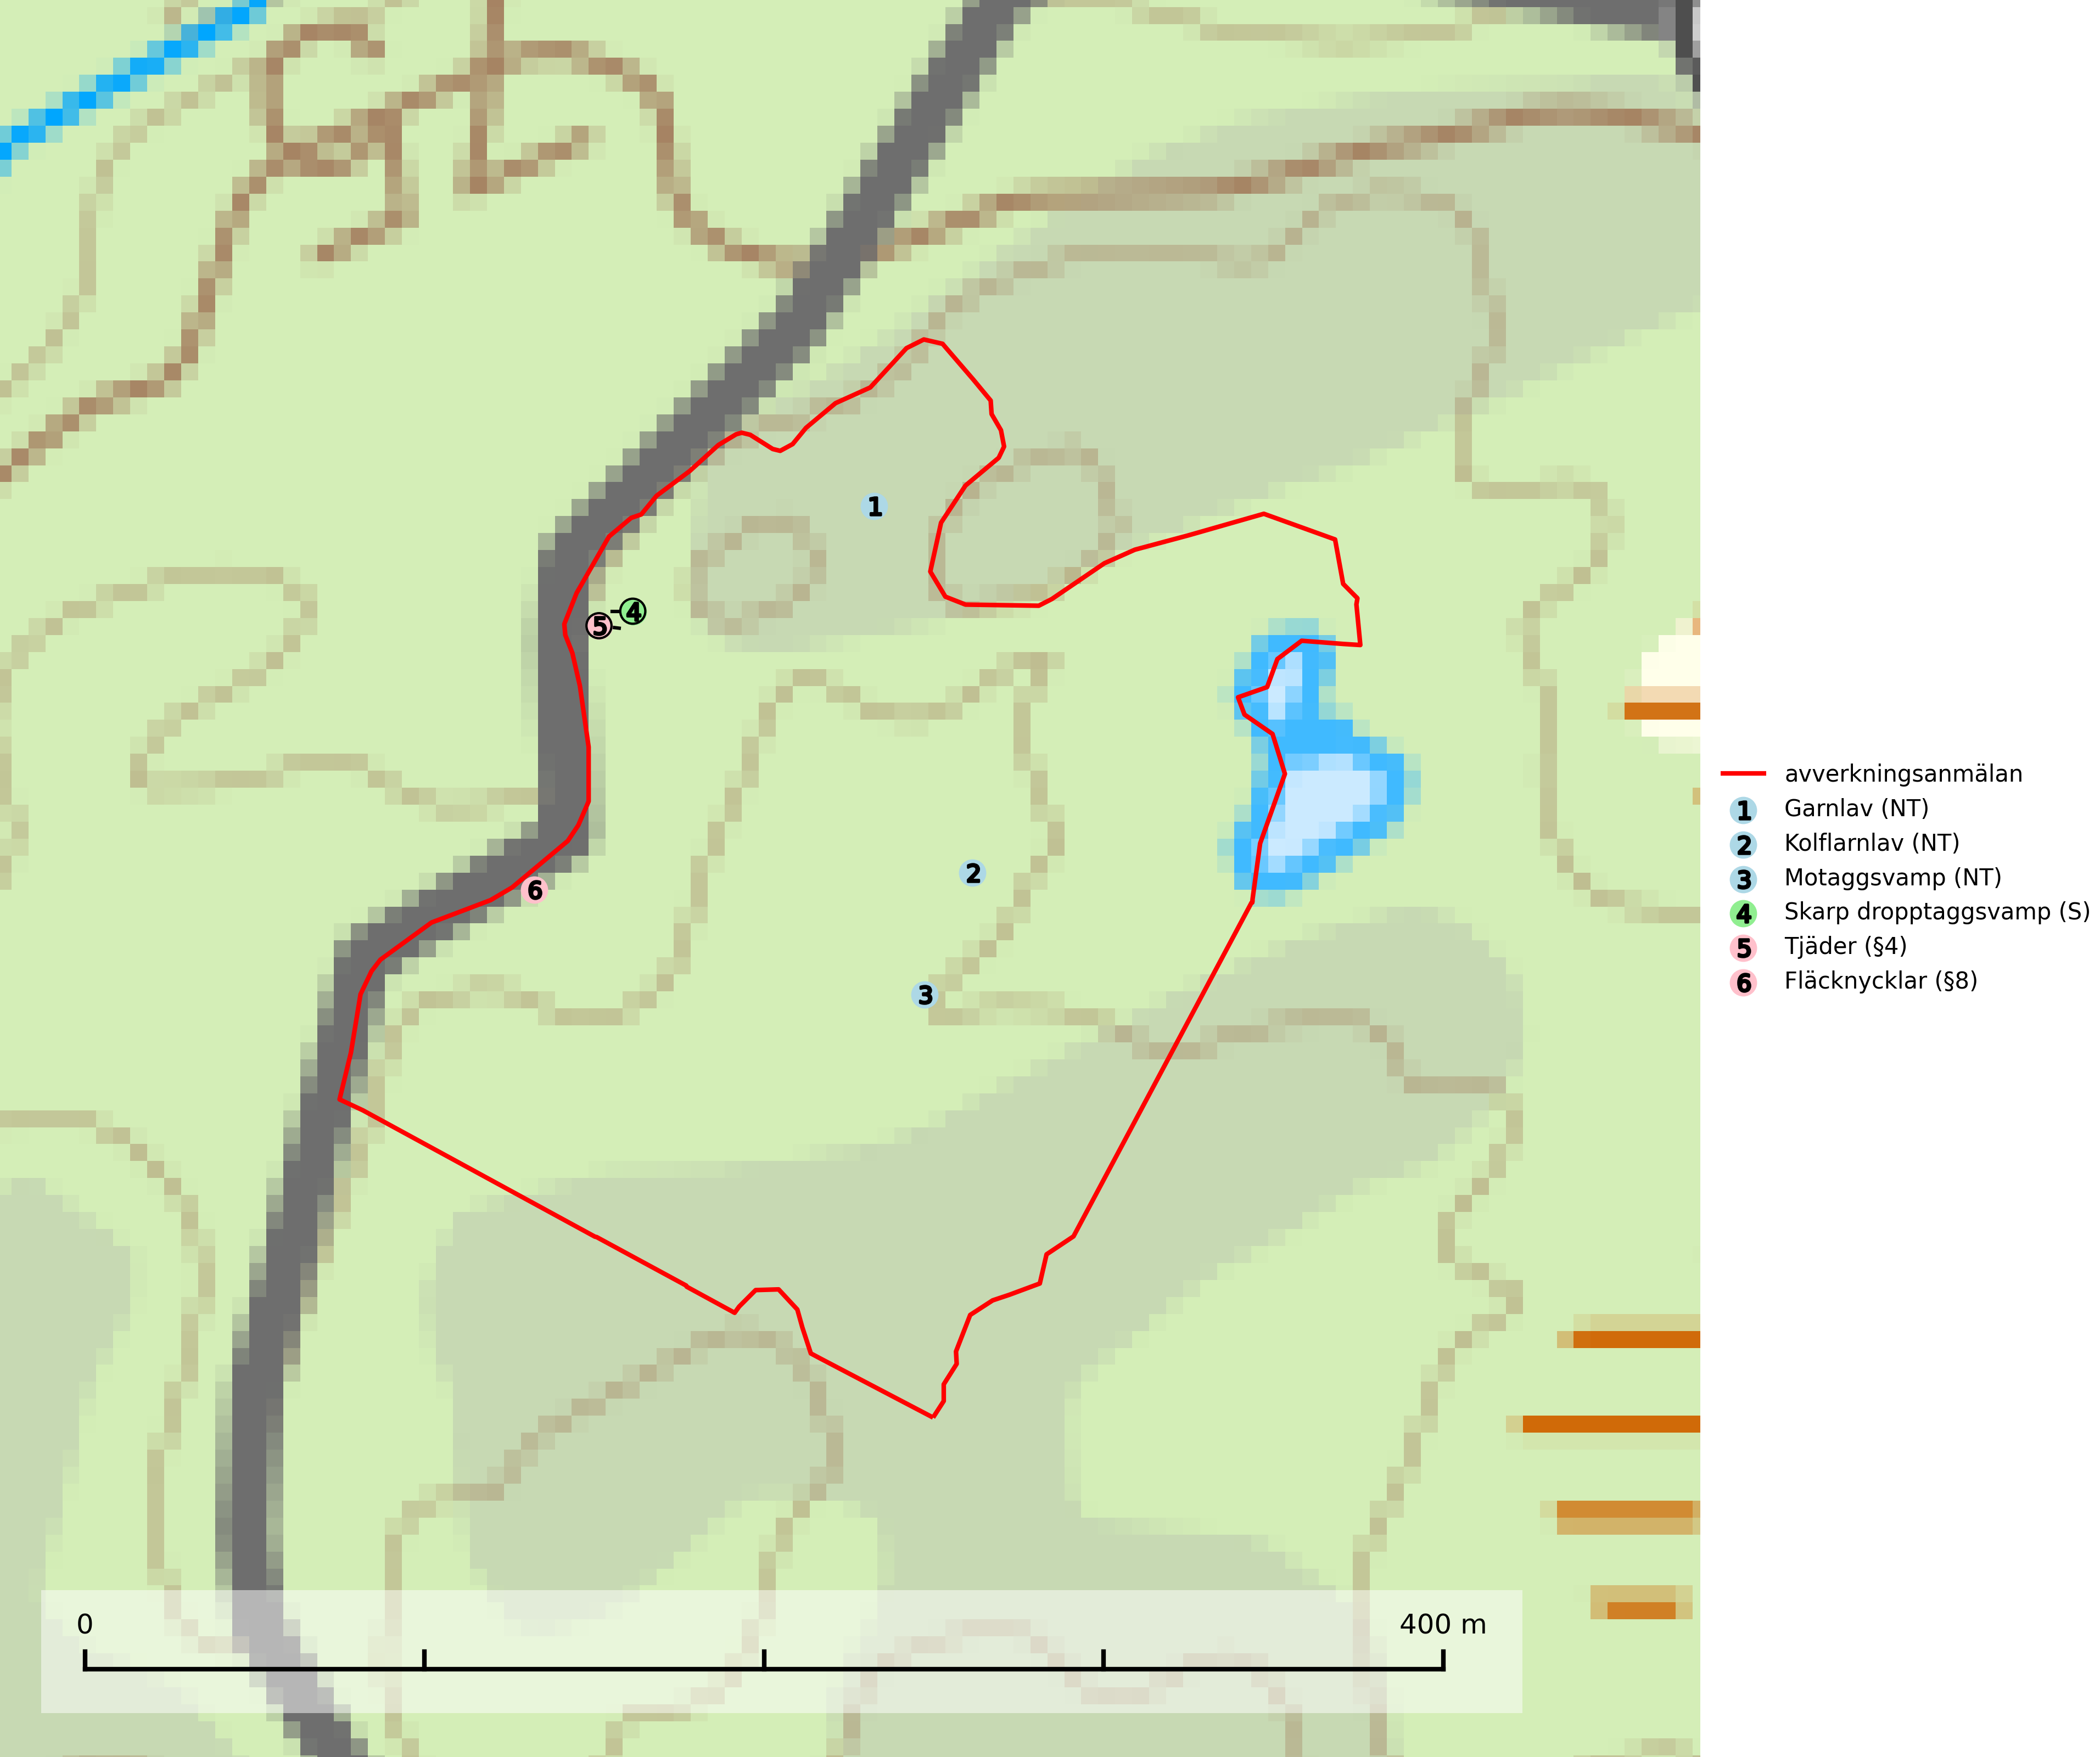 1
4
5
2
6
3
avverkningsanmälan
1 Garnlav (NT)
2 Kolflarnlav (NT)
3 Motaggsvamp (NT)
4 Skarp dropptaggsvamp (S)
5 Tjäder (§4)
6 Fläcknycklar (§8)
0 400 m